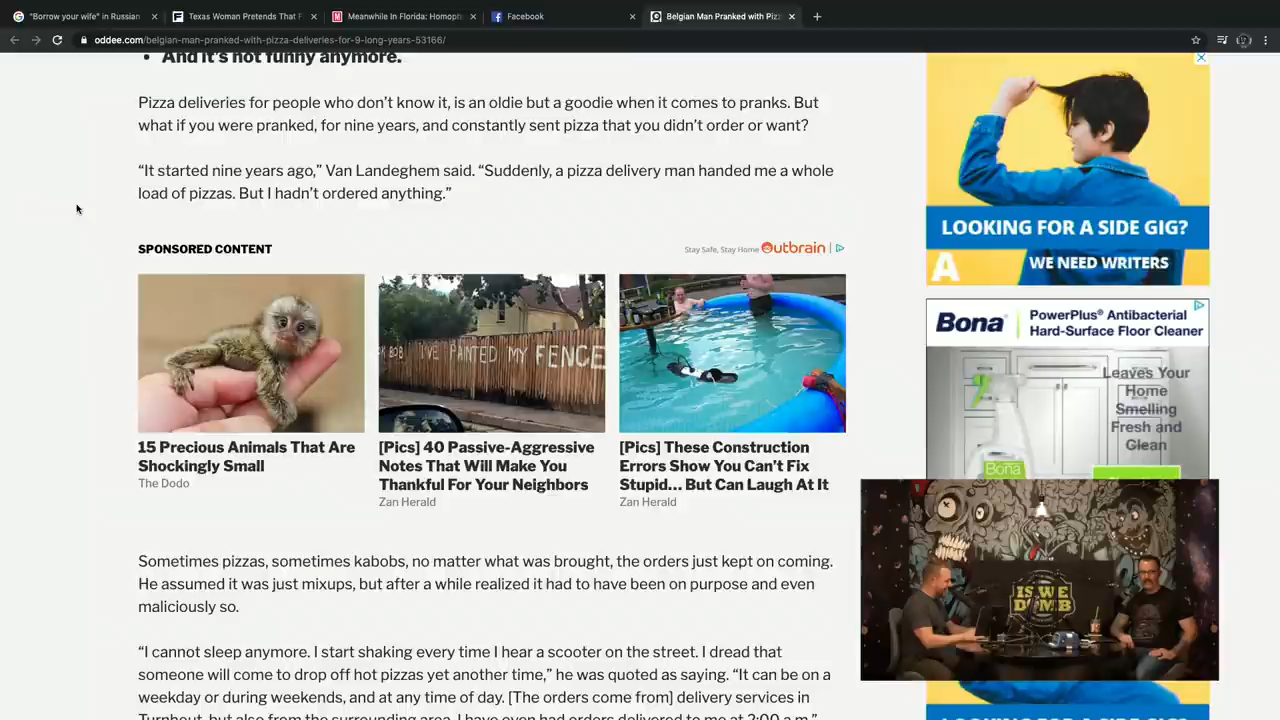 "Borrow your wife" in Russian
Texas Woman Pretends That F
Meanwhile In Florida: Homoph
Facebook
Belgian Man Pranked with Piz
oddee.com/belgian-man-pranked-with-pizza-deliveries-for-9-long-years-53166/
And it's not funny anymore.
Pizza deliveries for people who don't know it, is an oldie but a goodie when it comes to pranks. But
what if you were pranked, for nine years, and constantly sent pizza that you didn't order or want?
“It started nine years ago,” Van Landeghem said. “Suddenly, a pizza delivery man handed me a whole
load of pizzas. But I hadn't ordered anything.”
SPONSORED CONTENT
Stay Safe, Stay Home Outbrain
BOB I'VE PAINTED MY FENCE
15 Precious Animals That Are
Shockingly Small
The Dodo
[Pics] 40 Passive-Aggressive
Notes That Will Make You
Thankful For Your Neighbors
Zan Herald
[Pics] These Construction
Errors Show You Can't Fix
Stupid... But Can Laugh At It
Zan Herald
Sometimes pizzas, sometimes kabobs, no matter what was brought, the orders just kept on coming.
He assumed it was just mixups, but after a while realized it had to have been on purpose and even
maliciously so.
“I cannot sleep anymore. I start shaking every time I hear a scooter on the street. I dread that
someone will come to drop off hot pizzas yet another time,” he was quoted as saying. “It can be on a
weekday or during weekends, and at any time of day. [The orders come from] delivery services in
Turnhout, but also from the surrounding area. I have even had orders delivered to me at 2:00 a.m.”
LOOKING FOR A SIDE GIG?
A WE NEED WRITERS
Bona PowerPlus® Antibacterial
Hard-Surface Floor Cleaner
Leaves Your
Home
Smelling
Fresh and
Clean
Bona
IS WE
DUMB
LOOKING FOR A SIDE GIG?